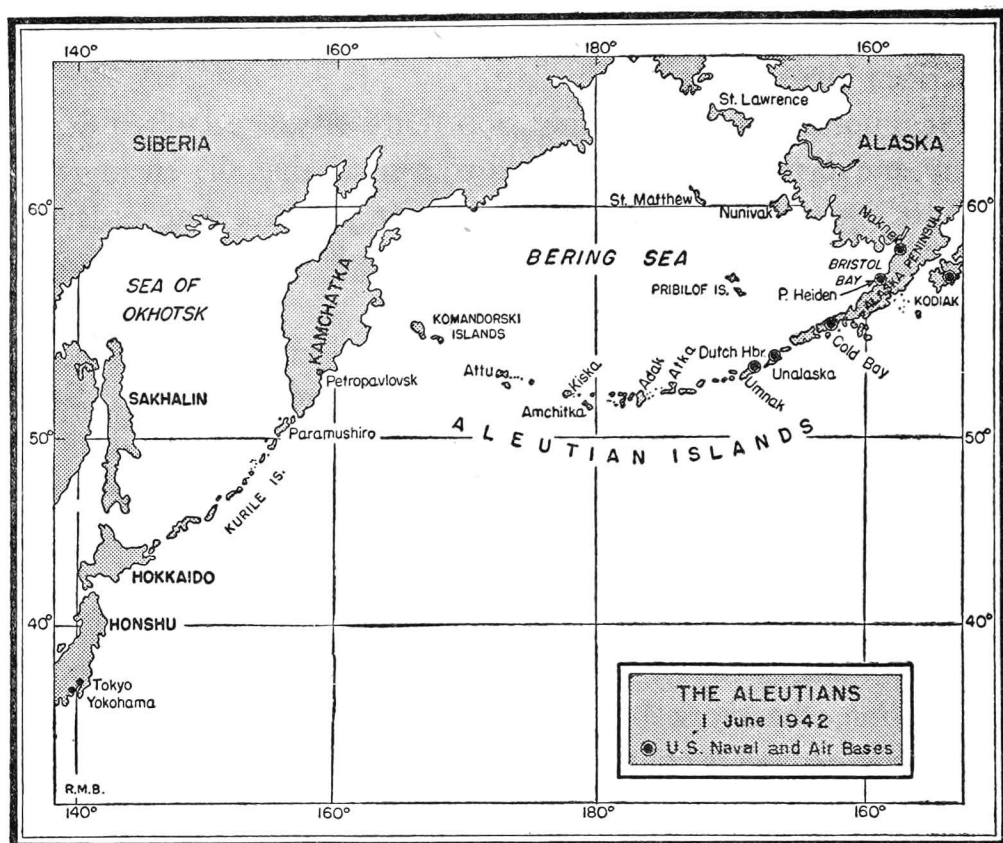 140° 160° 180° 160°
St. Lawrence
SIBERIA
ALASKA
60°
St. Matthew
Nunivak
60°
Naknek
BERING SEA
BRISTOL
BAY
ALASKA PENINSULA
SEA OF
OKHOTSK
KAMCHATKA
PRIBILOF IS.
P. Heiden
KODIAK
KOMANDORSKI
ISLANDS
Dutch Hbr.
Cold Bay
Attu
Kiska
Adak
Atka
Unalaska
Petropavlovsk
Umnak
SAKHALIN
Amchitka
Paramushiro
50°
ALEUTIAN ISLANDS
50°
KURILE IS.
HOKKAIDO
40°
HONSHU
40°
Tokyo
Yokohama
THE ALEUTIANS
1 June 1942
U.S. Naval and Air Bases
R.M.B.
140° 160° 180° 160°